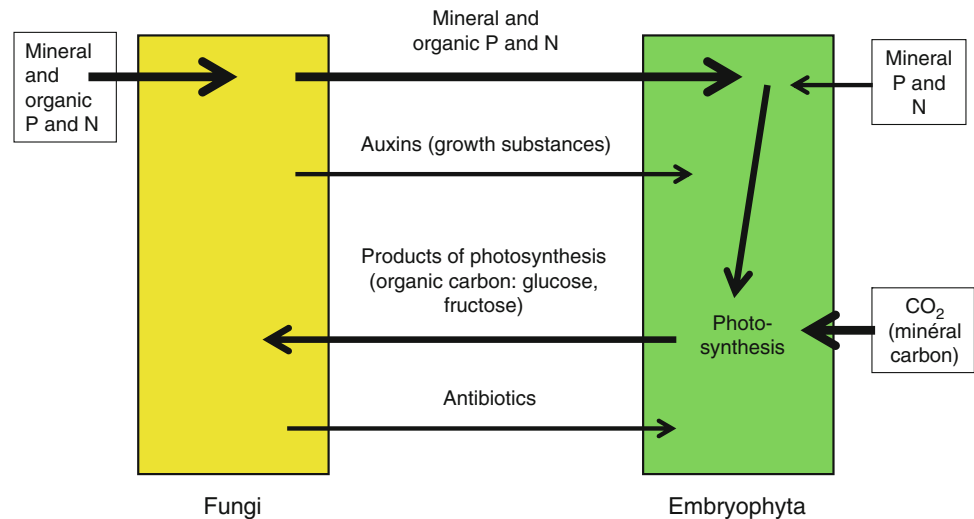 Mineral and
organic P and N
Mineral
and
organic
P and N
Mineral
P and
N
Auxins (growth substances)
Products of photosynthesis
(organic carbon: glucose,
fructose)
Photo-
synthesis
CO₂
(minéral
carbon)
Antibiotics
Fungi
Embryophyta